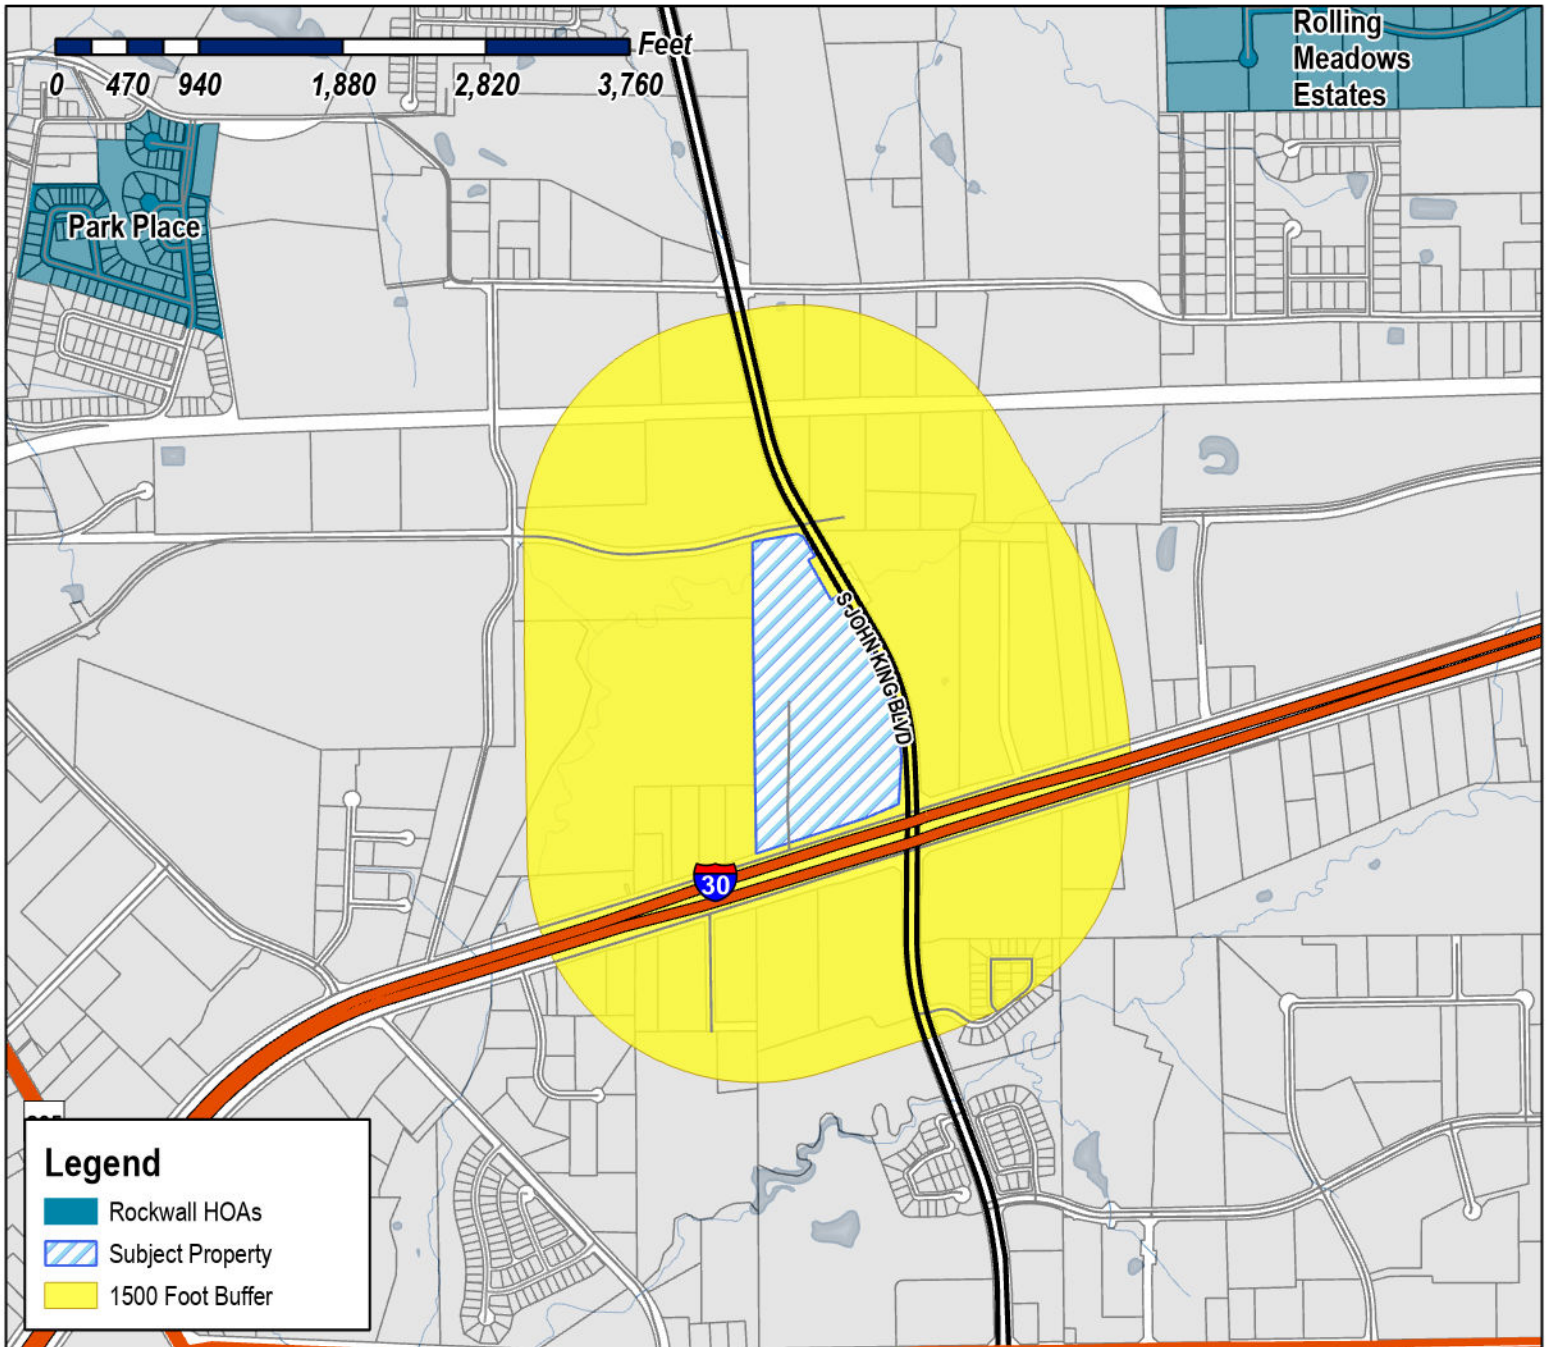 Feet
0 470 940 1,880 2,820 3,760
Rolling
Meadows
Estates
Park Place
S JOHN KING BLVD
30
Legend
Rockwall HOAs
Subject Property
1500 Foot Buffer